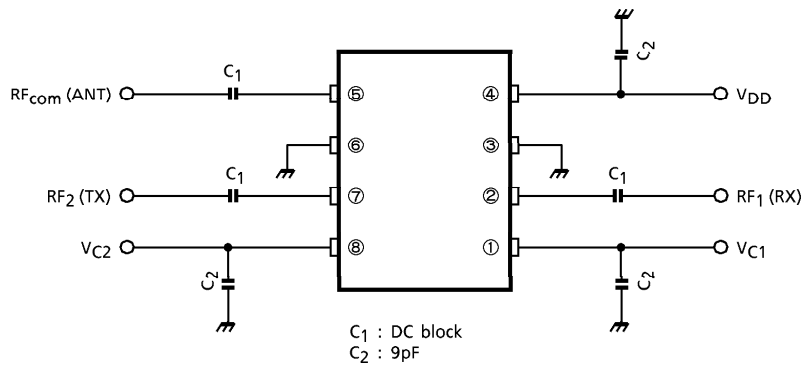 C2
C1
RFcom (ANT)
⑤
④
VDD
⑥
③
C1
C1
RF2 (TX)
⑦
②
RF1 (RX)
VC2
⑧
①
VC1
C2
C2
C1 : DC block
C2 : 9pF